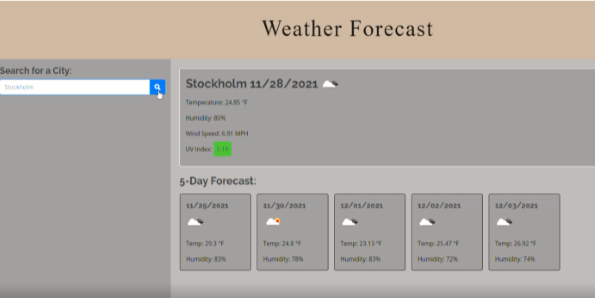 Weather Forecast
Search for a City:
Stockholm
Stockholm 11/28/2021
Temperature: 24.85 °F
Humidity: 80%
Wind Speed: 6.91 MPH
UV Index:
5-Day Forecast:
11/29/2021
Temp: 29.3 °F
Humidity: 83%
11/30/2021
Temp: 24.8 °F
Humidity: 78%
12/01/2021
Temp: 23.13 °F
Humidity: 83%
12/02/2021
Temp: 25.47 °F
Humidity: 72%
12/03/2021
Temp: 26.92 °F
Humidity: 74%